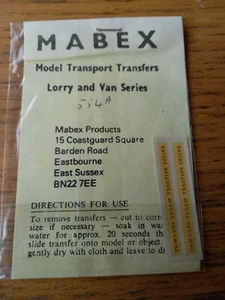 MABEX
Model Transport Transfers
Lorry and Van Series
554A
Mabex Products
15 Coastguard Square
Barden Road
Eastbourne
East Sussex
BN22 7EE
DIRECTIONS FOR USE
To remove transfers — cut to corr
size if necessary — soak in wa
water for approx. 20 seconds th
slide transfer onto model or object
gently dry with cloth and leave to dr